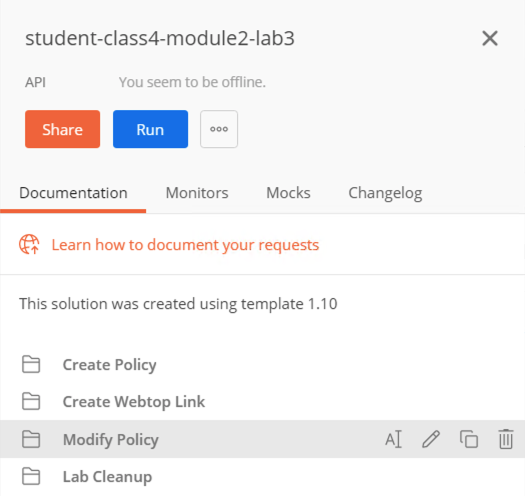 student-class4-module2-lab3
API You seem to be offline.
Share Run
Documentation Monitors Mocks Changelog
Learn how to document your requests
This solution was created using template 1.10
Create Policy
Create Webtop Link
Modify Policy
Lab Cleanup